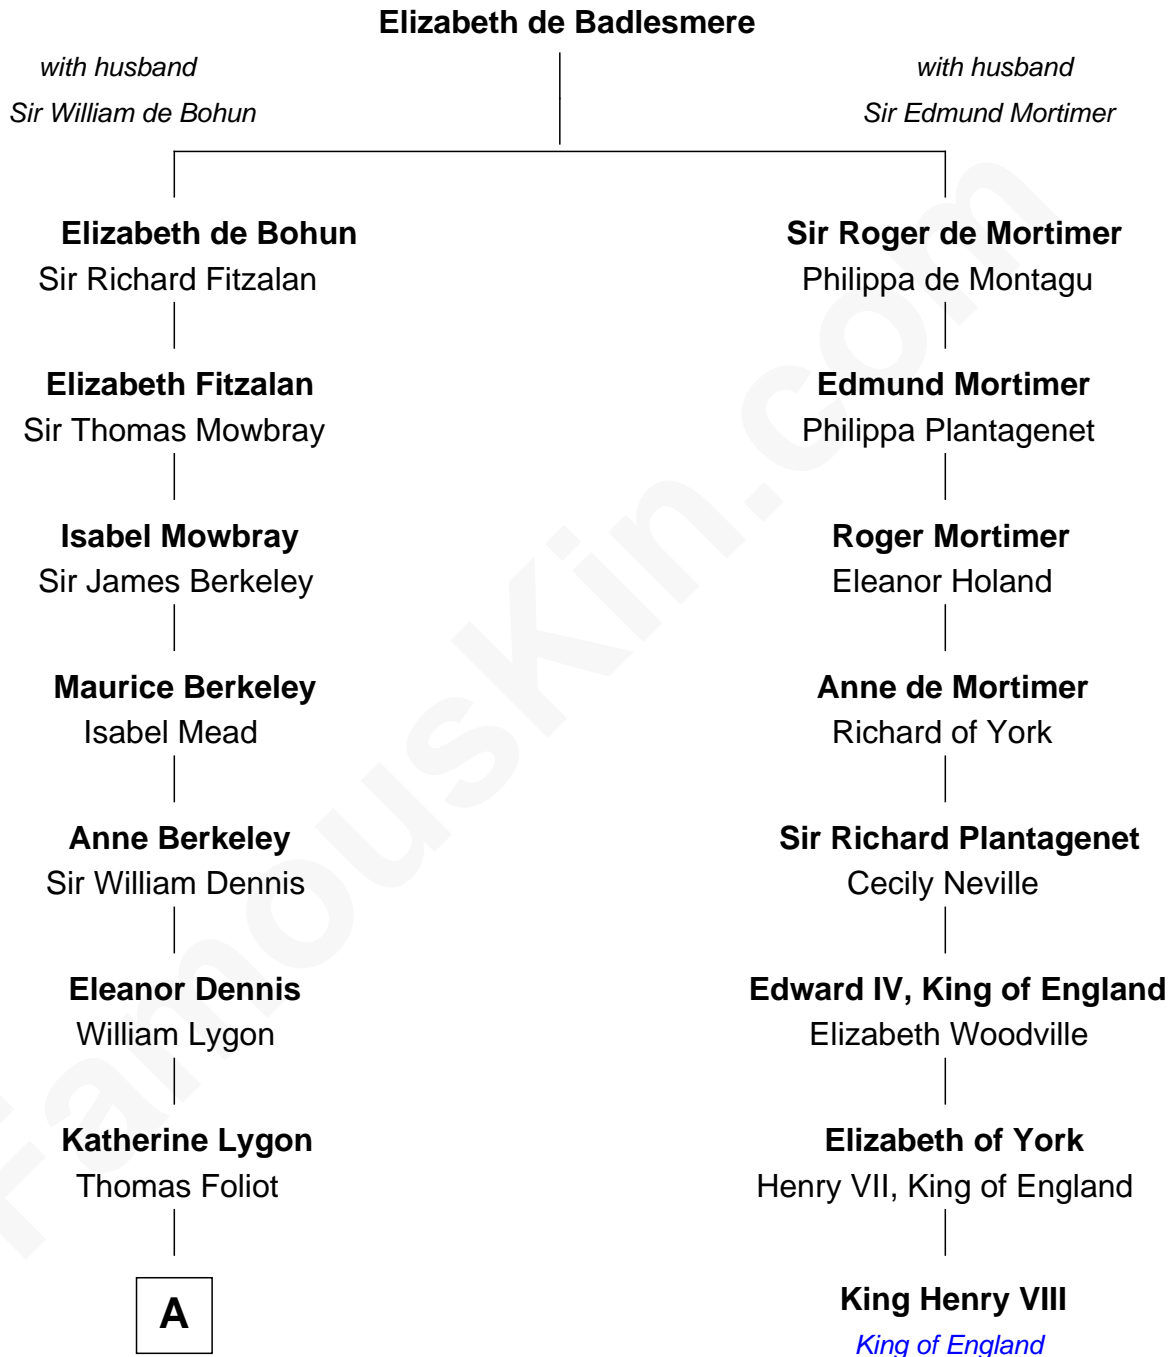 Elizabeth de Badlesmere
with husband
Sir William de Bohun
with husband
Sir Edmund Mortimer
Elizabeth de Bohun
Sir Richard Fitzalan
Sir Roger de Mortimer
Philippa de Montagu
Elizabeth Fitzalan
Sir Thomas Mowbray
Edmund Mortimer
Philippa Plantagenet
Isabel Mowbray
Sir James Berkeley
Roger Mortimer
Eleanor Holand
Maurice Berkeley
Isabel Mead
Anne de Mortimer
Richard of York
Anne Berkeley
Sir William Dennis
Sir Richard Plantagenet
Cecily Neville
Eleanor Dennis
William Lygon
Edward IV, King of England
Elizabeth Woodville
Katherine Lygon
Thomas Foliot
Elizabeth of York
Henry VII, King of England
A
King Henry VIII
King of England
FamousKin.com